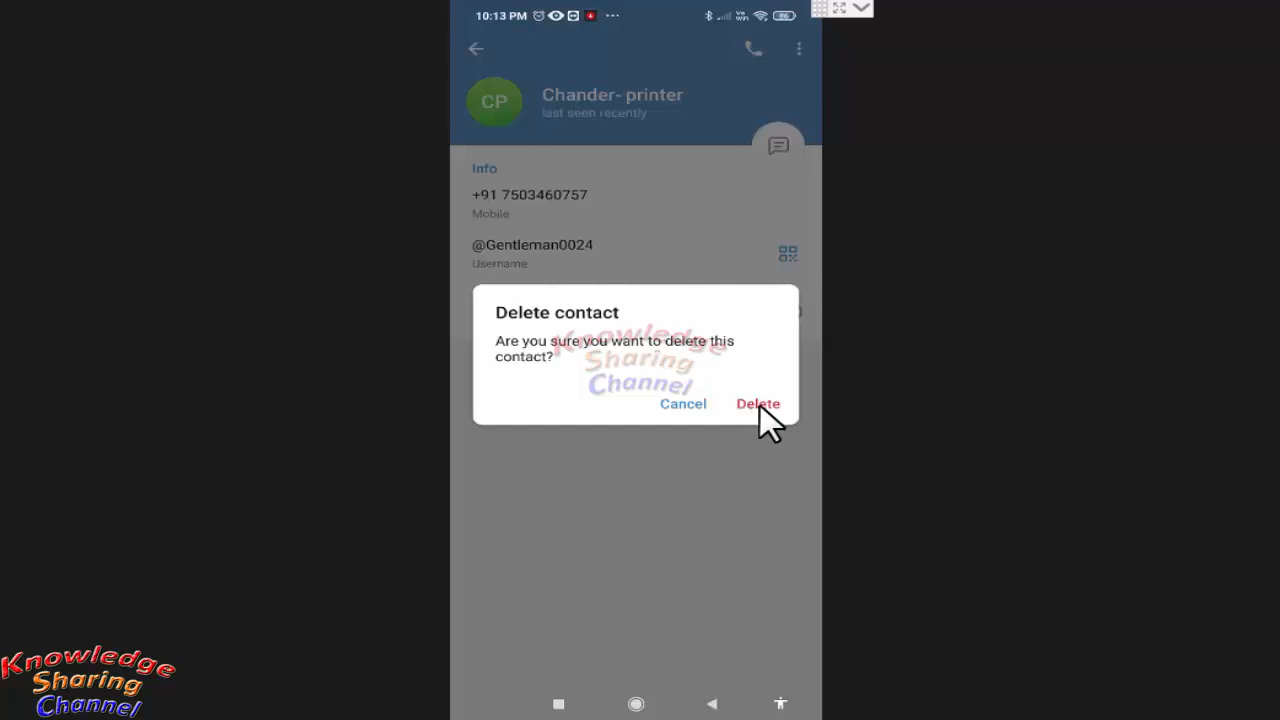 10:13 PM
Chander- printer
CP
last seen recently
Info
+91 7503460757
Mobile
@Gentleman0024
Username
Delete contact
Are you sure you want to delete this
contact?
Knowledge
Sharing
Channel
Cancel
Delete
Knowledge
Sharing
Channel